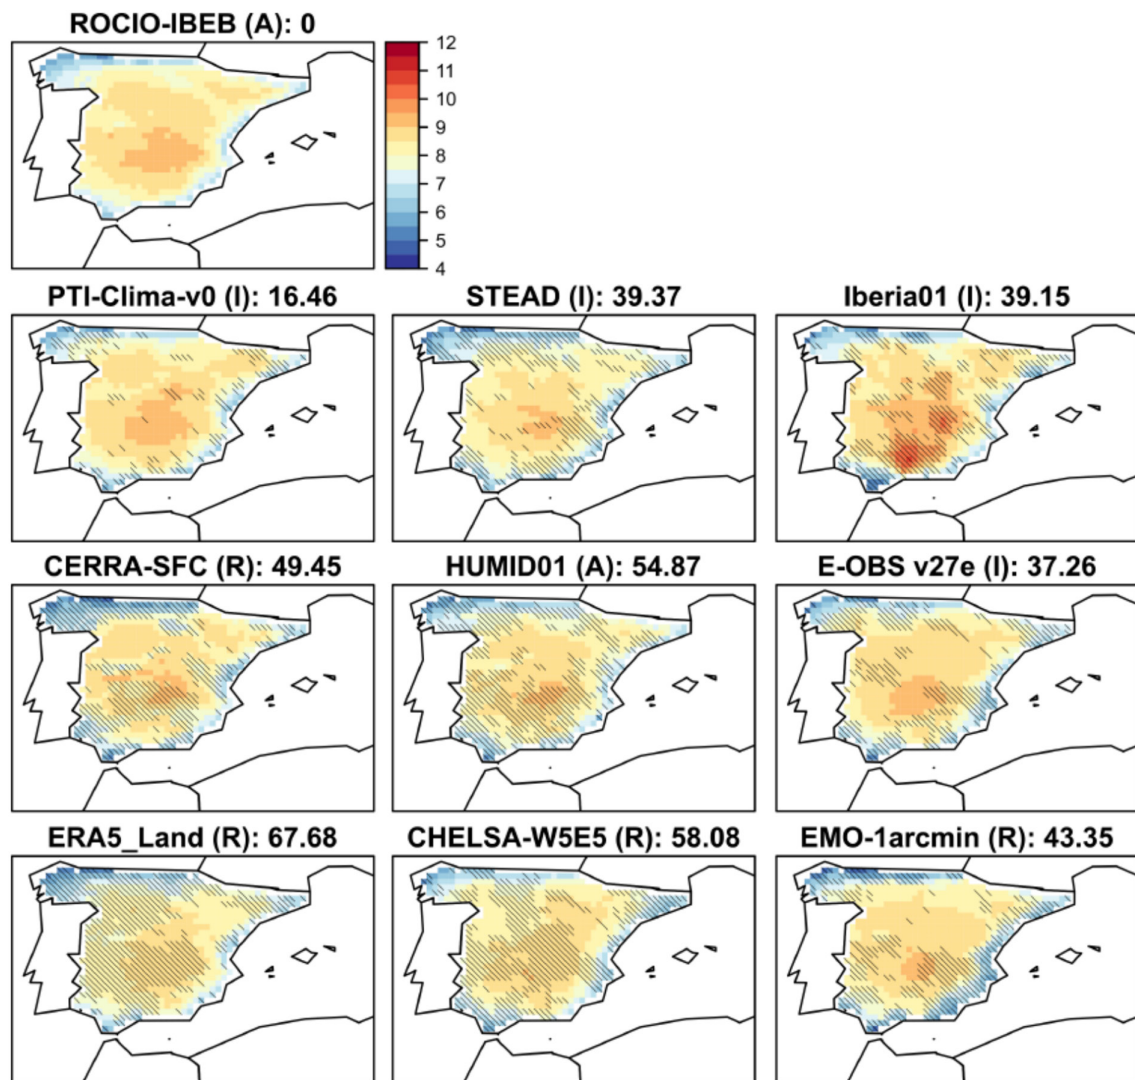 ROCIO-IBEB (A): 0
12
11
10
9
8
7
6
5
4
PTI-Clima-v0 (I): 16.46
STEAD (I): 39.37
Iberia01 (I): 39.15
CERRA-SFC (R): 49.45
HUMID01 (A): 54.87
E-OBS v27e (I): 37.26
ERA5_Land (R): 67.68
CHELSA-W5E5 (R): 58.08
EMO-1arcmin (R): 43.35